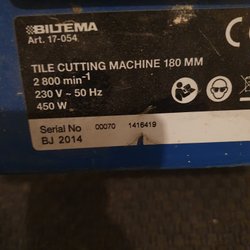 BILTEMA
Art. 17-054
TILE CUTTING MACHINE 180 MM
2 800 min-1
230 V ~ 50 Hz
450 W
Serial No 00070 1416419
BJ 2014